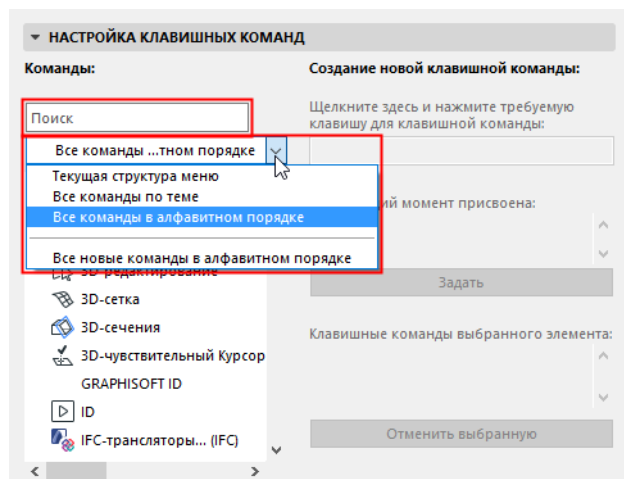 НАСТРОЙКА КЛАВИШНЫХ КОМАНД
Команды:
Поиск
Все команды ...тном порядке
Текущая структура меню
Все команды по теме
Все команды в алфавитном порядке
Все новые команды в алфавитном порядке
3D-редактирование
3D-сетка
3D-сечения
3D-чувствительный Курсор
GRAPHISOFT ID
ID
IFC-трансляторы... (IFC)
Создание новой клавишной команды:
Щелкните здесь и нажмите требуемую
клавишу для клавишной команды:
момент присвоена:
Задать
Клавишные команды выбранного элемента:
Отменить выбранную